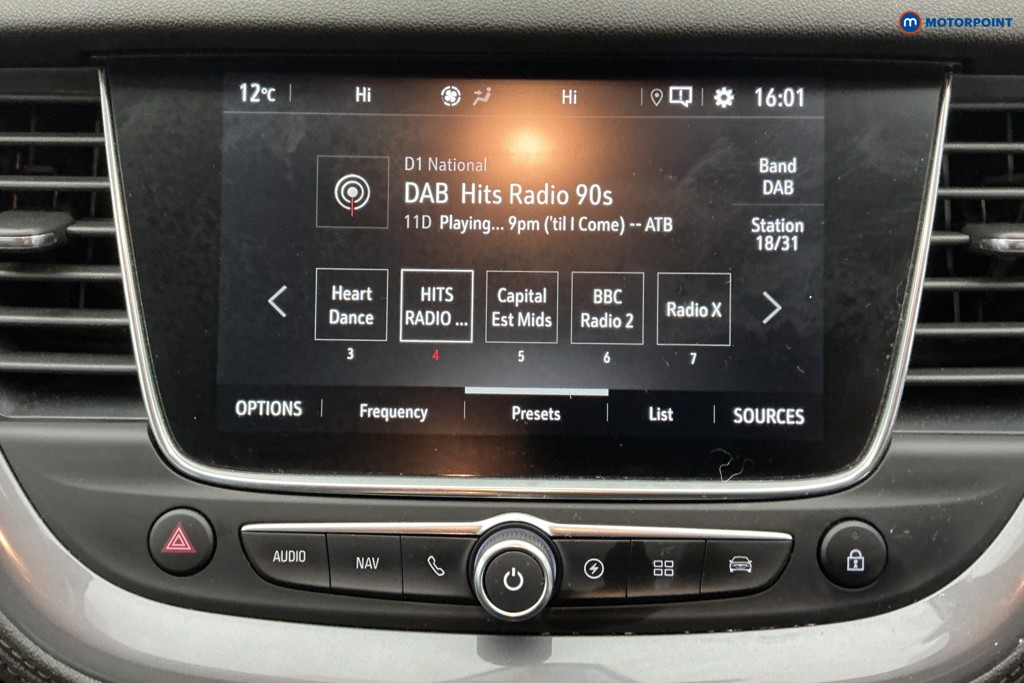 m MOTORPOINT
12°C Hi Hi 16:01
D1 National
DAB Hits Radio 90s
11D Playing... 9pm ('til I Come) -- ATB
Band
DAB
Station
18/31
Heart
Dance
3
HITS
RADIO ...
4
Capital
Est Mids
5
BBC
Radio 2
6
Radio X
7
OPTIONS Frequency Presets List SOURCES
AUDIO NAV